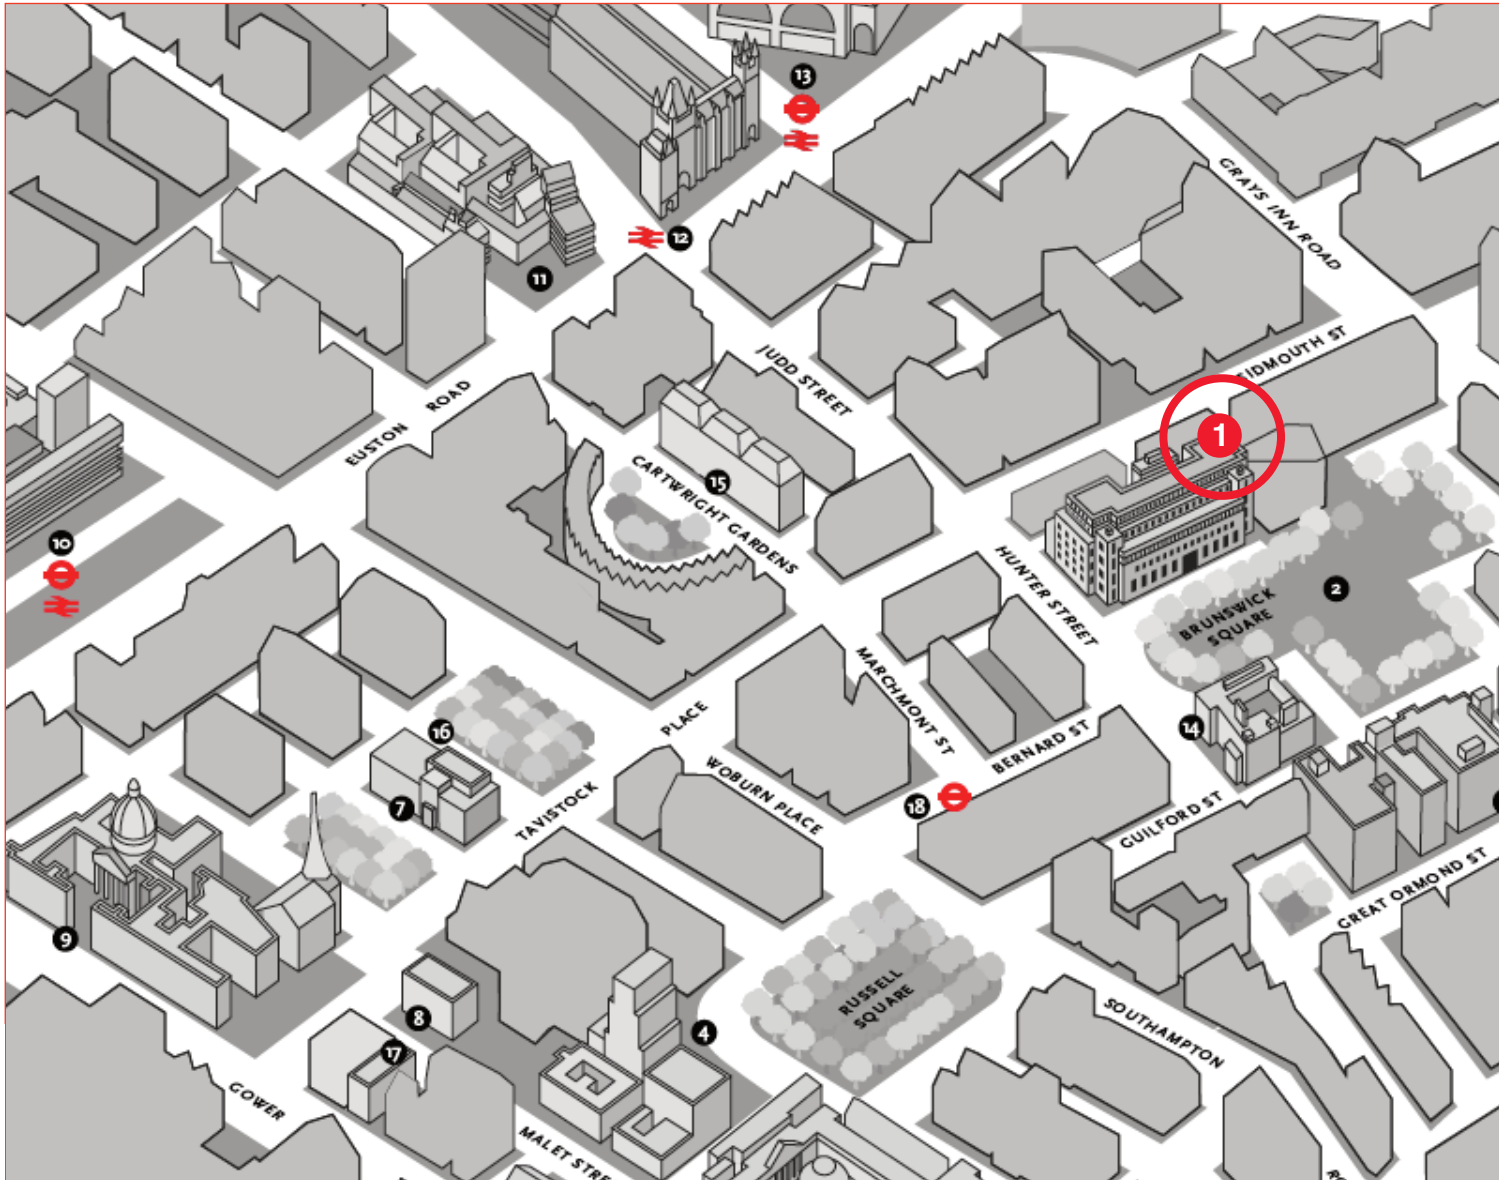 13
GRAYS INN ROAD
12
11
JUDD STREET
SIDMOUTH ST
EUSTON ROAD
1
CARTWRIGHT GARDENS
15
10
HUNTER STREET
2
BRUNSWICK
SQUARE
MARCHMONT ST
PLACE
16
14
BERNARD ST
WOBURN PLACE
7
TAVISTOCK
18
GUILFORD ST
GREAT ORMOND ST
9
RUSSELL
SQUARE
8
4
17
SOUTHAMPTON
GOWER
MALET STRE